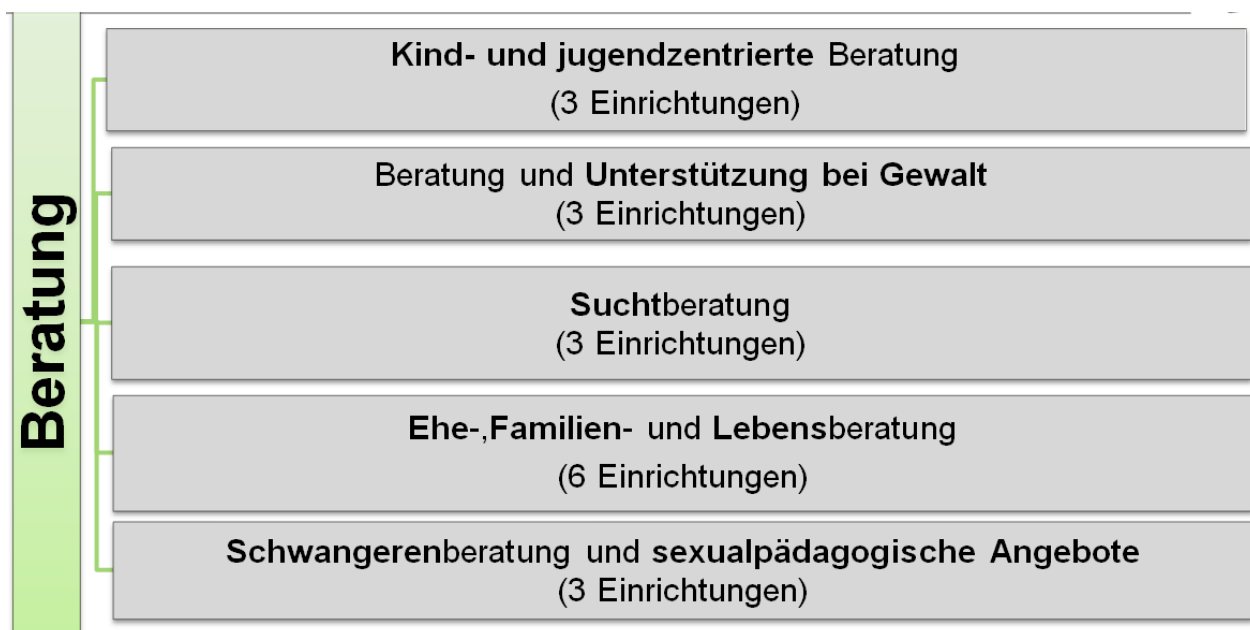 Beratung
Kind- und jugendzentrierte Beratung
(3 Einrichtungen)
Beratung und Unterstützung bei Gewalt
(3 Einrichtungen)
Suchtberatung
(3 Einrichtungen)
Ehe-,Familien- und Lebensberatung
(6 Einrichtungen)
Schwangerenberatung und sexualpädagogische Angebote
(3 Einrichtungen)